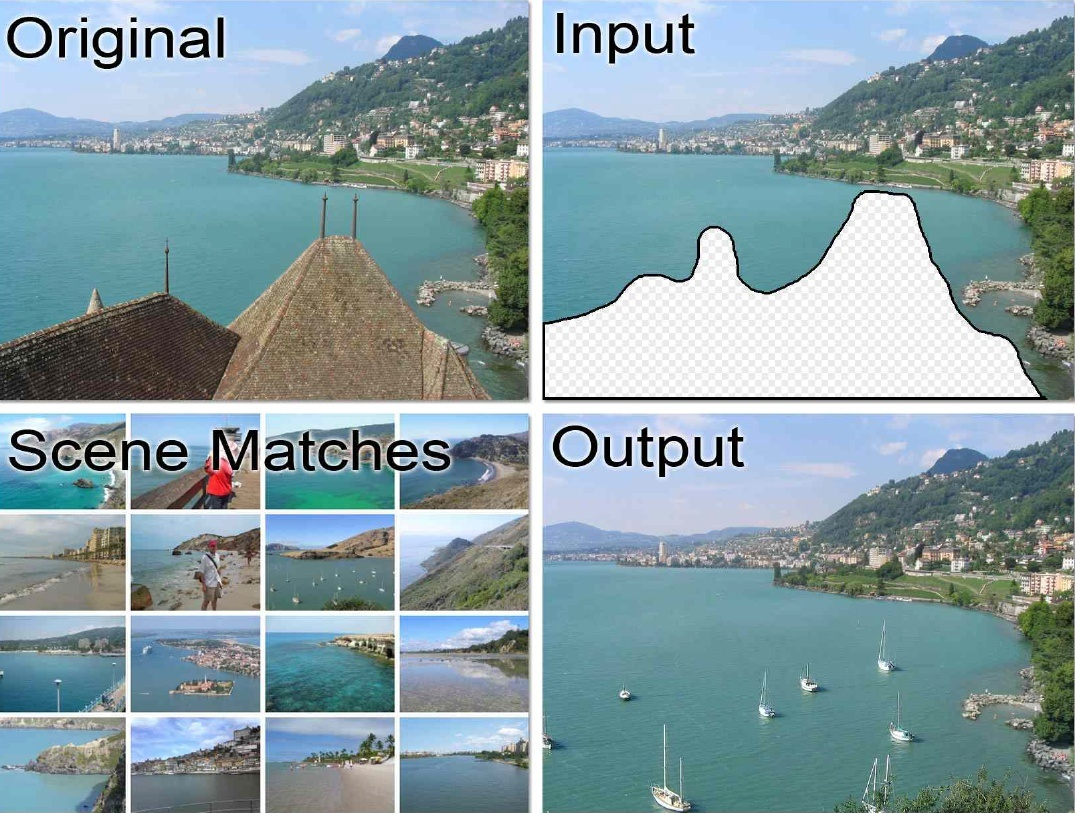 Original
Input
Scene Matches
Output